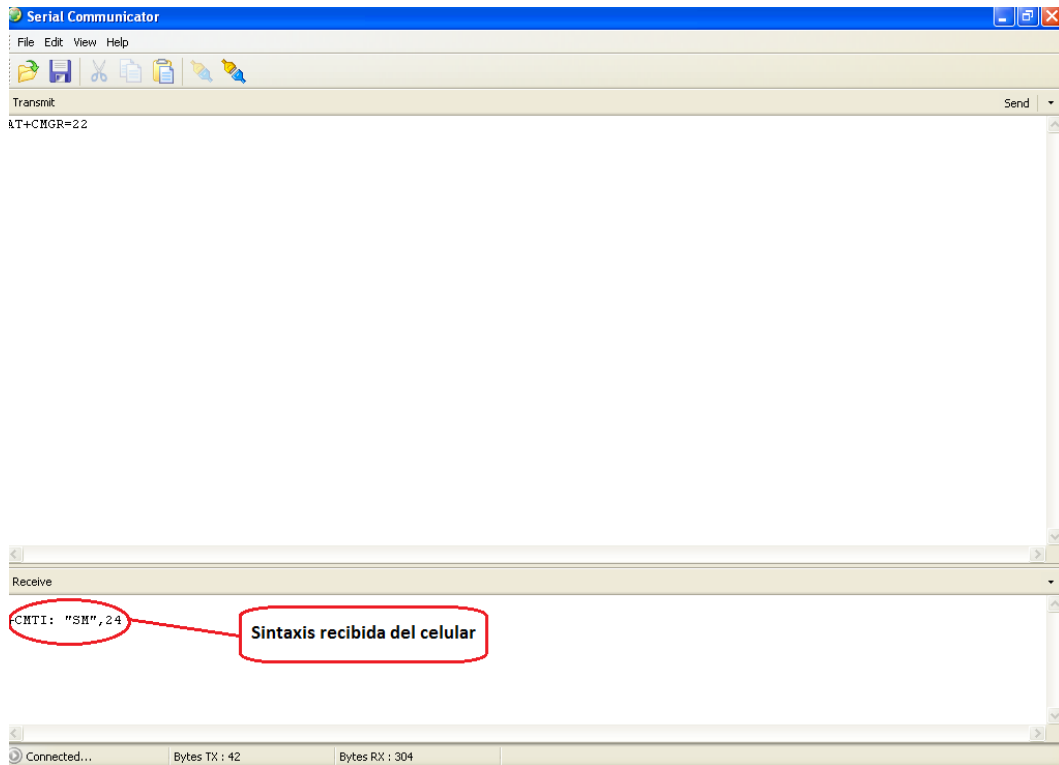 Serial Communicator
File Edit View Help
Transmit Send
AT+CMGR=22
Receive
+CMTI: "SM",24
Sintaxis recibida del celular
Connected... Bytes TX : 42 Bytes RX : 304